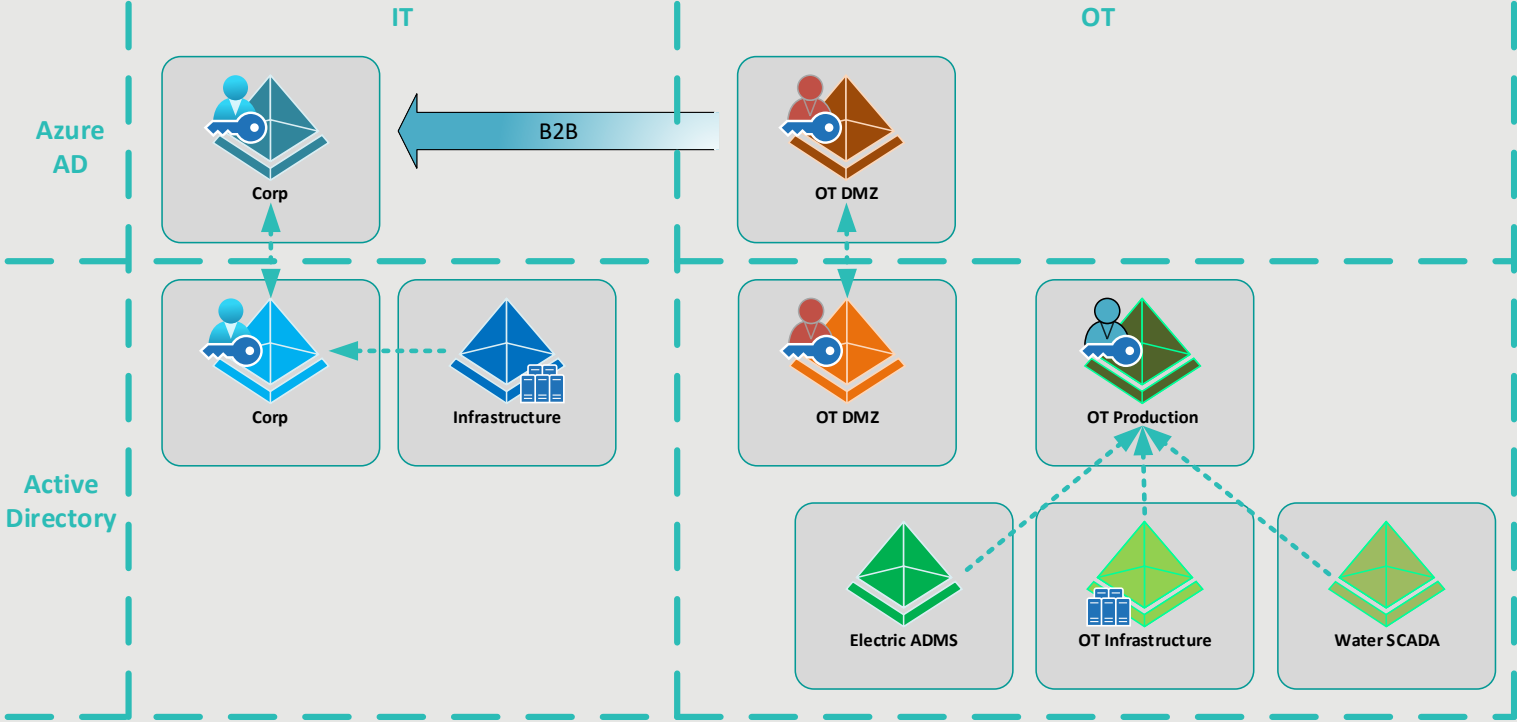 IT
OT
Azure
AD
B2B
Corp
OT DMZ
Active
Directory
Corp
Infrastructure
OT DMZ
OT Production
Electric ADMS
OT Infrastructure
Water SCADA